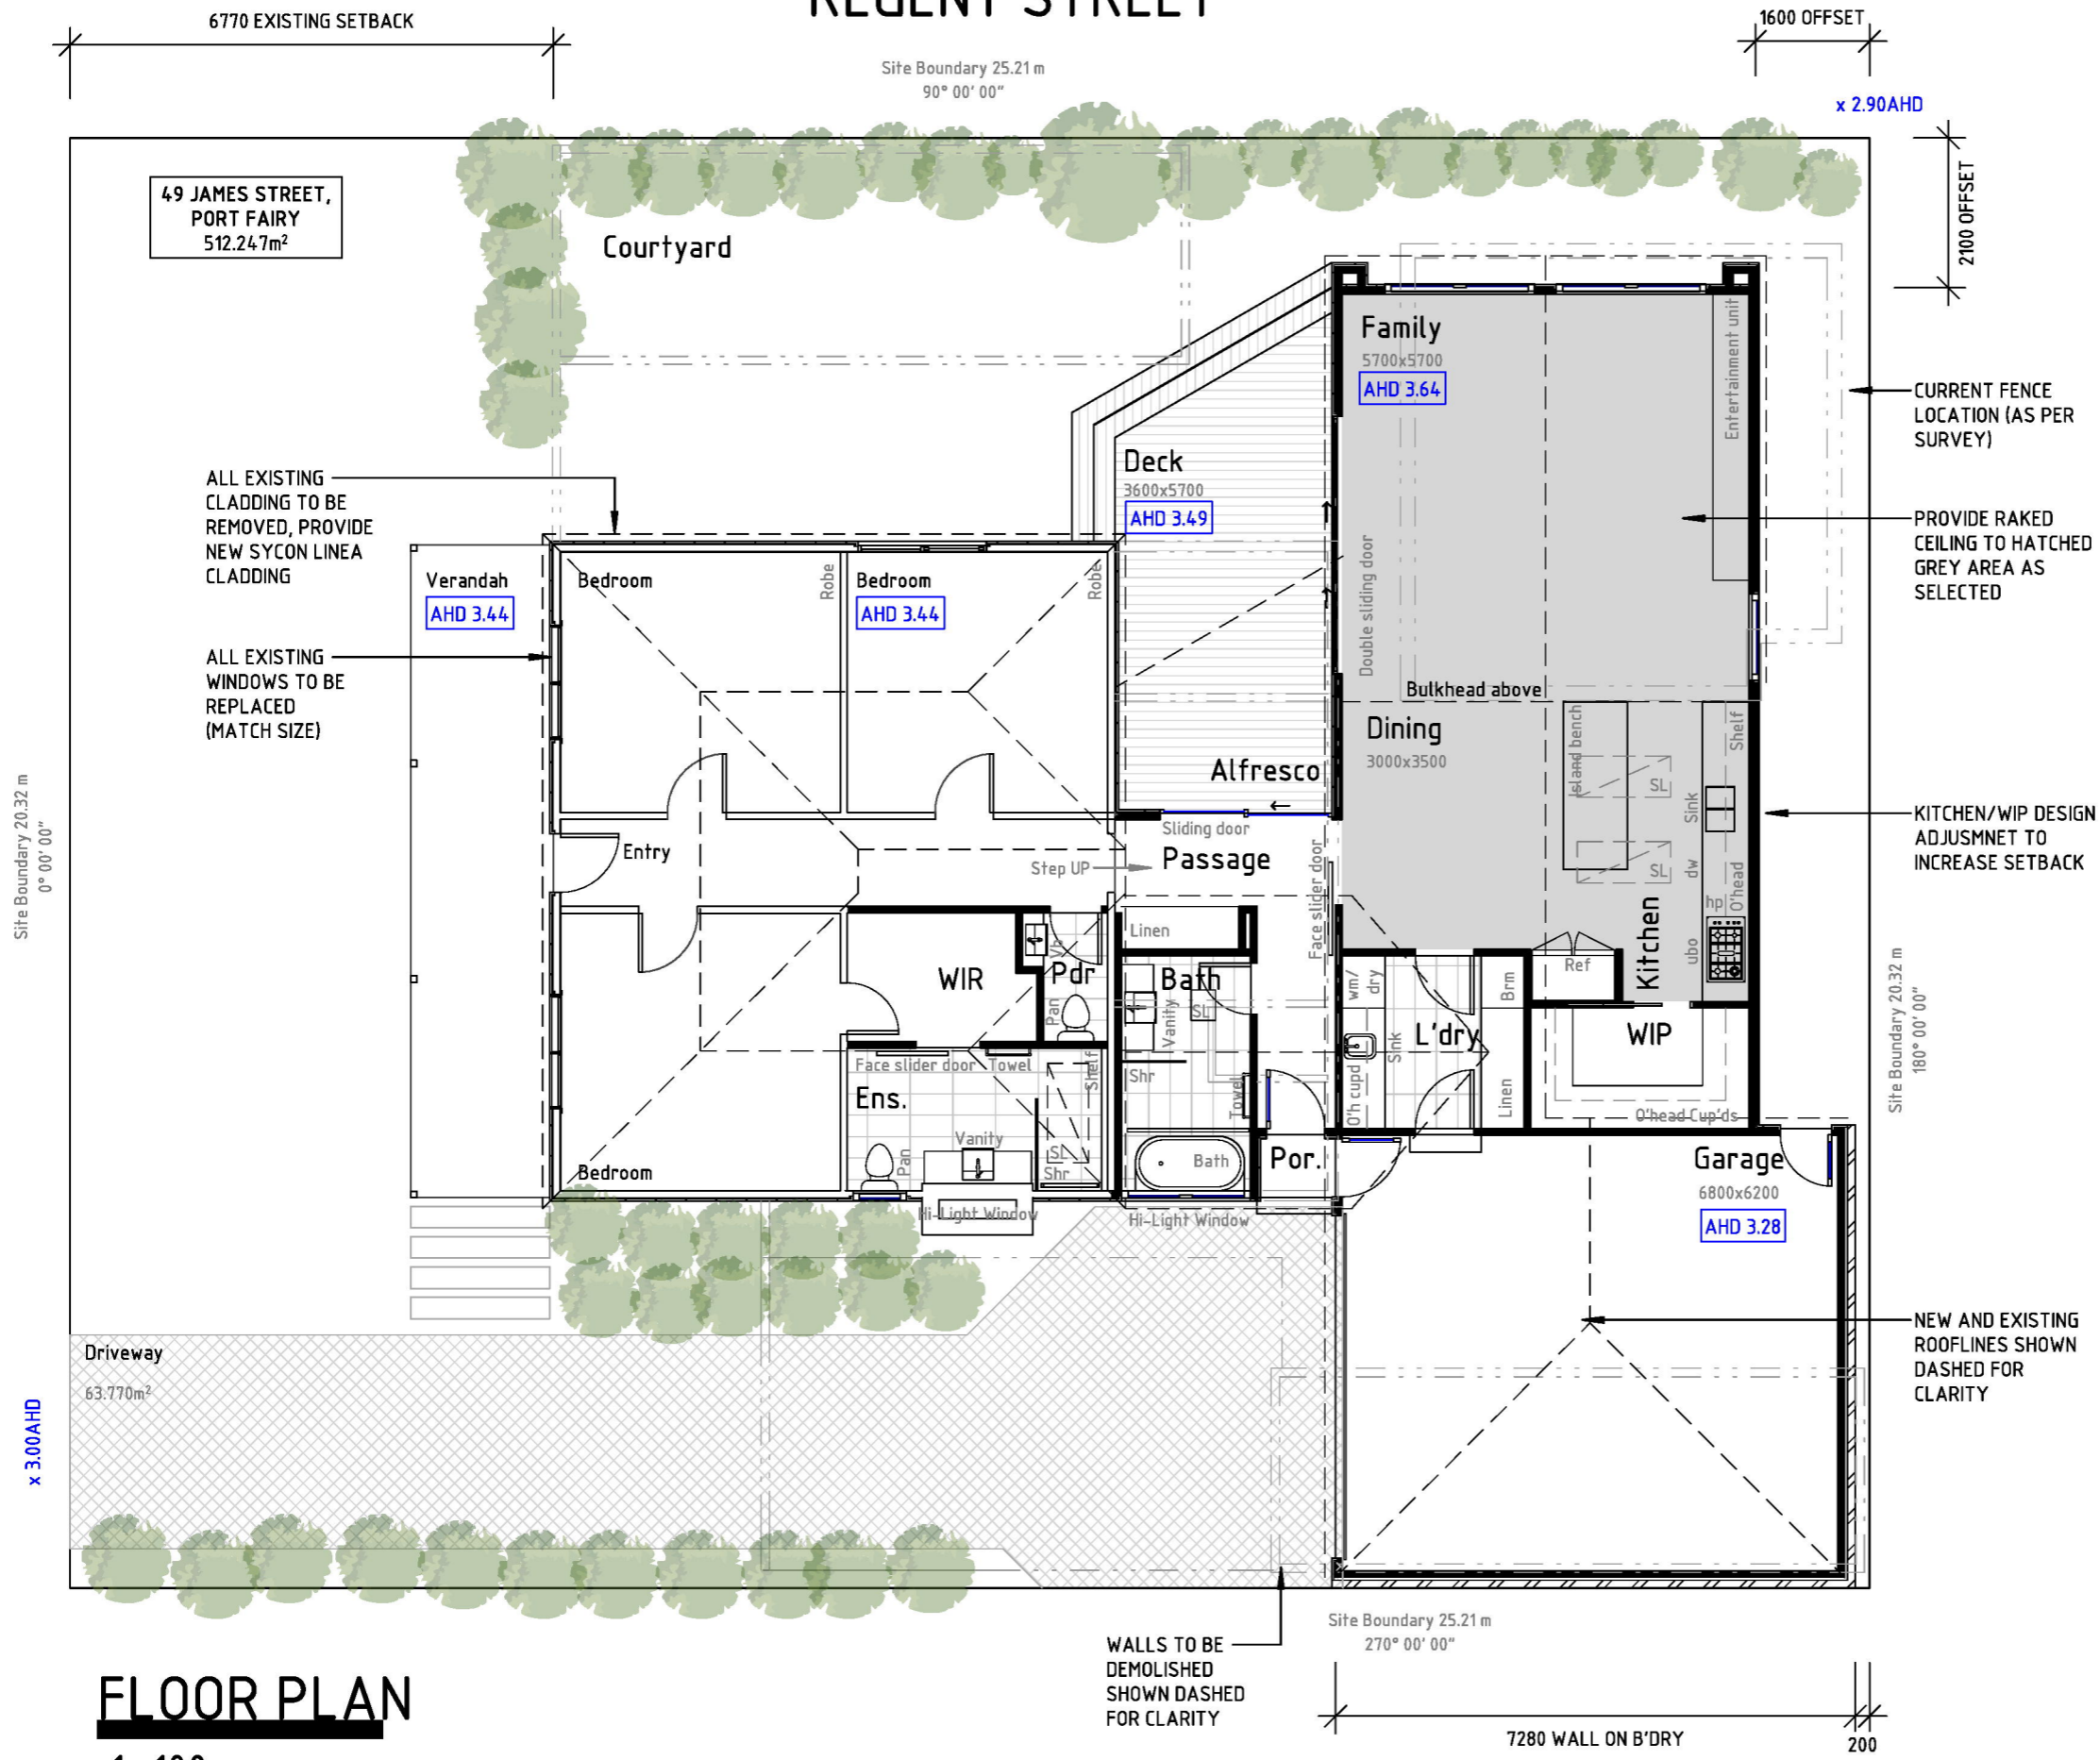 REGENT STREET
6770 EXISTING SETBACK
1600 OFFSET
Site Boundary 25.21 m
90° 00' 00"
x 2.90AHD
2100 OFFSET
49 JAMES STREET,
PORT FAIRY
512.247m²
Courtyard
Family
5700x5700
AHD 3.64
Entertainment unit
CURRENT FENCE
LOCATION (AS PER
SURVEY)
Deck
3600x5700
AHD 3.49
ALL EXISTING
CLADDING TO BE
REMOVED, PROVIDE
NEW SYCON LINEA
CLADDING
PROVIDE RAKED
CEILING TO HATCHED
GREY AREA AS
SELECTED
Verandah
AHD 3.44
Bedroom
Robe
Bedroom
AHD 3.44
Robe
Double sliding door
ALL EXISTING
WINDOWS TO BE
REPLACED
(MATCH SIZE)
Bulkhead above
Dining
3000x3500
Island bench
SL
SL
Shelf
Sink
dw
O'head
hp
ubo
Kitchen
Alfresco
Sliding door
Passage
Step UP
Face slider door
Entry
KITCHEN/WIP DESIGN
ADJUSMNET TO
INCREASE SETBACK
Site Boundary 20.32 m
0° 00' 00"
Site Boundary 20.32 m
180° 00' 00"
WIR
Vb
Pdr
Pan
Linen
Bath
Vanity
SL
Shr
Towel
Bath
wm/
dry
Sink
L'dry
O'h cupd
Brm
Linen
Ref
WIP
O'head Cup'ds
Face slider door
Towel
Shelf
Ens.
Vanity
Pan
SL
Shr
Bedroom
Por.
Garage
6800x6200
AHD 3.28
Hi-Light Window
Hi-Light Window
NEW AND EXISTING
ROOFLINES SHOWN
DASHED FOR
CLARITY
Driveway
63.770m²
x 3.00AHD
Site Boundary 25.21 m
270° 00' 00"
WALLS TO BE
DEMOLISHED
SHOWN DASHED
FOR CLARITY
7280 WALL ON B'DRY
200
FLOOR PLAN